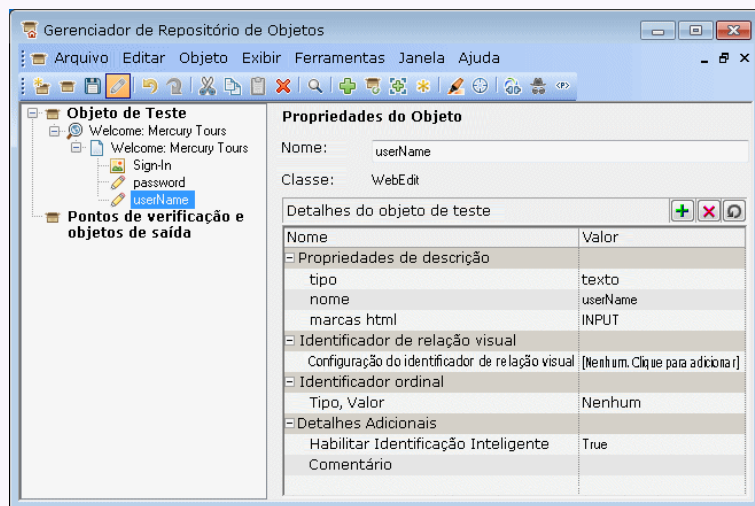 Gerenciador de Repositório de Objetos
Arquivo Editar Objeto Exibir Ferramentas Janela Ajuda
Objeto de Teste
Welcome: Mercury Tours
Welcome: Mercury Tours
Sign-In
password
userName
Pontos de verificação e
objetos de saída
Propriedades do Objeto
Nome: userName
Classe: WebEdit
Detalhes do objeto de teste
Nome Valor
Propriedades de descrição
tipo texto
nome userName
marcas html INPUT
Identificador de relação visual
Configuração do identificador de relação visual [Nenhum. Clique para adicionar]
Identificador ordinal
Tipo, Valor Nenhum
Detalhes Adicionais
Habilitar Identificação Inteligente True
Comentário